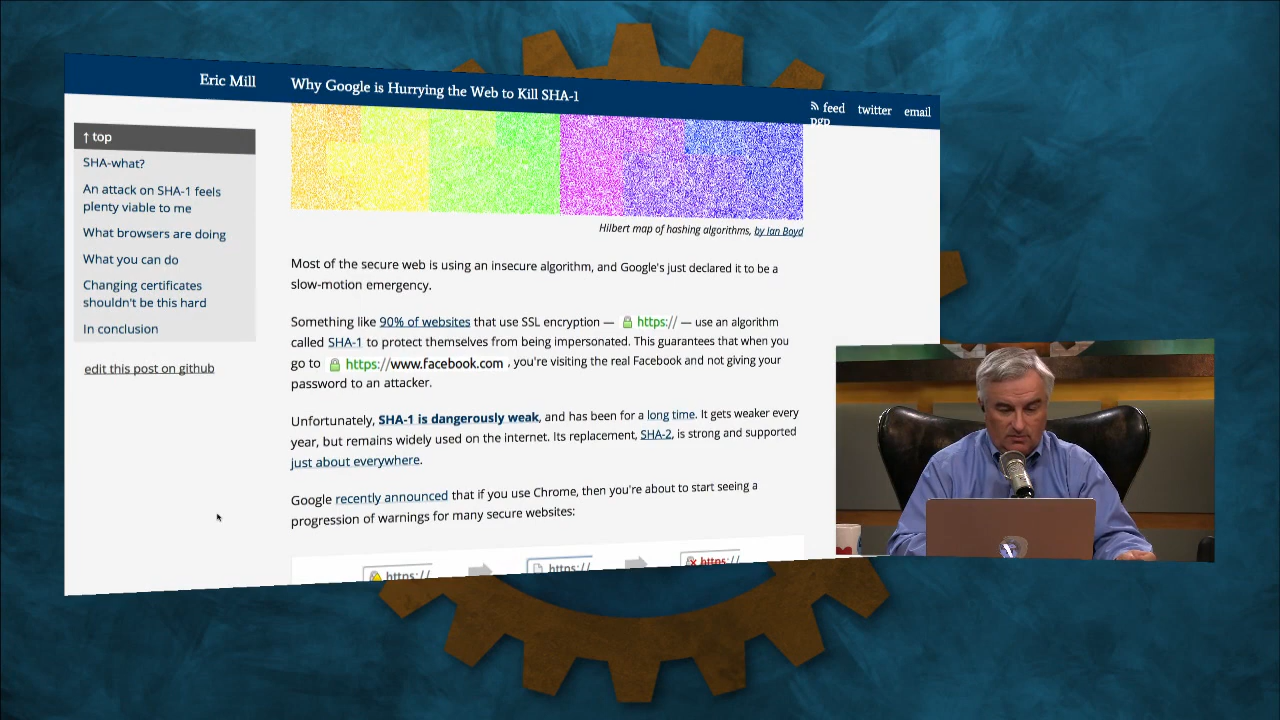 Eric Mill
Why Google is Hurrying the Web to Kill SHA-1
feed twitter email
pgp
↑ top
SHA-what?
An attack on SHA-1 feels
plenty viable to me
What browsers are doing
What you can do
Changing certificates
shouldn't be this hard
In conclusion
edit this post on github
Hilbert map of hashing algorithms, by Ian Boyd
Most of the secure web is using an insecure algorithm, and Google's just declared it to be a
slow-motion emergency.
Something like 90% of websites that use SSL encryption — https:// — use an algorithm
called SHA-1 to protect themselves from being impersonated. This guarantees that when you
go to https://www.facebook.com , you're visiting the real Facebook and not giving your
password to an attacker.
Unfortunately, SHA-1 is dangerously weak, and has been for a long time. It gets weaker every
year, but remains widely used on the internet. Its replacement, SHA-2, is strong and supported
just about everywhere.
Google recently announced that if you use Chrome, then you're about to start seeing a
progression of warnings for many secure websites:
https:// https:// https://